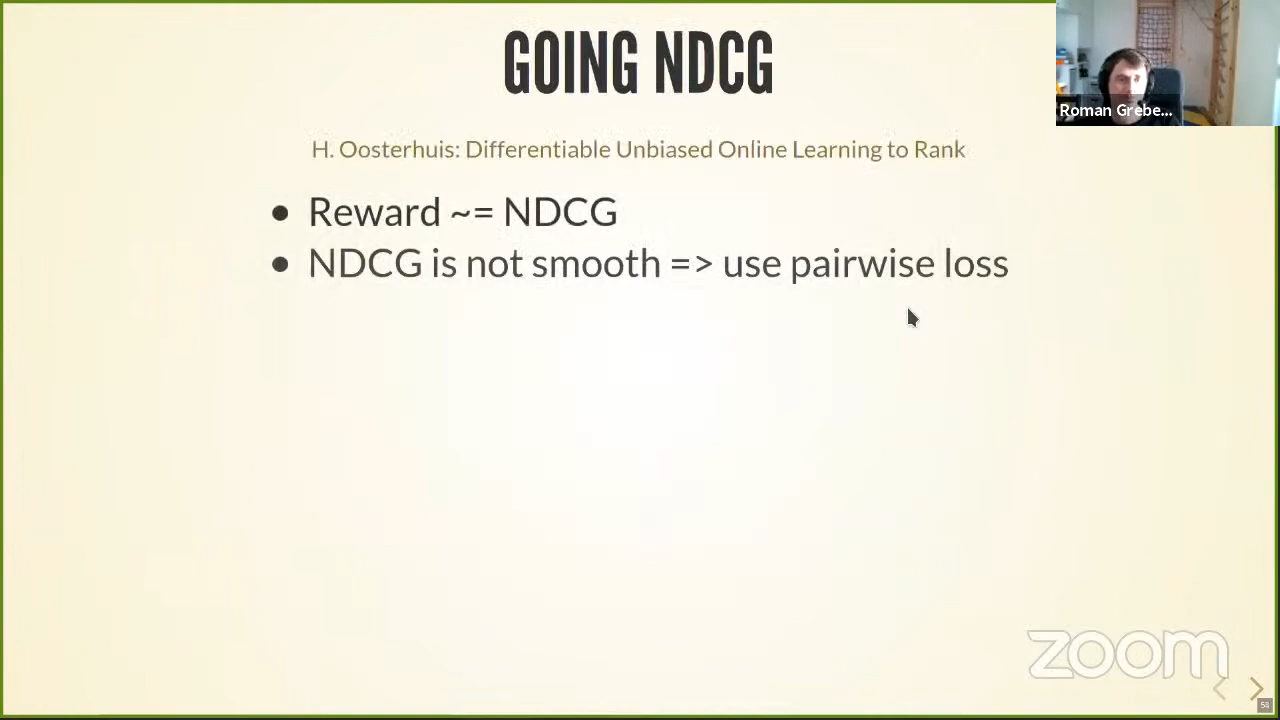 GOING NDCG
Roman Grebe...
H. Oosterhuis: Differentiable Unbiased Online Learning to Rank
Reward ~= NDCG
NDCG is not smooth => use pairwise loss
zoom
58